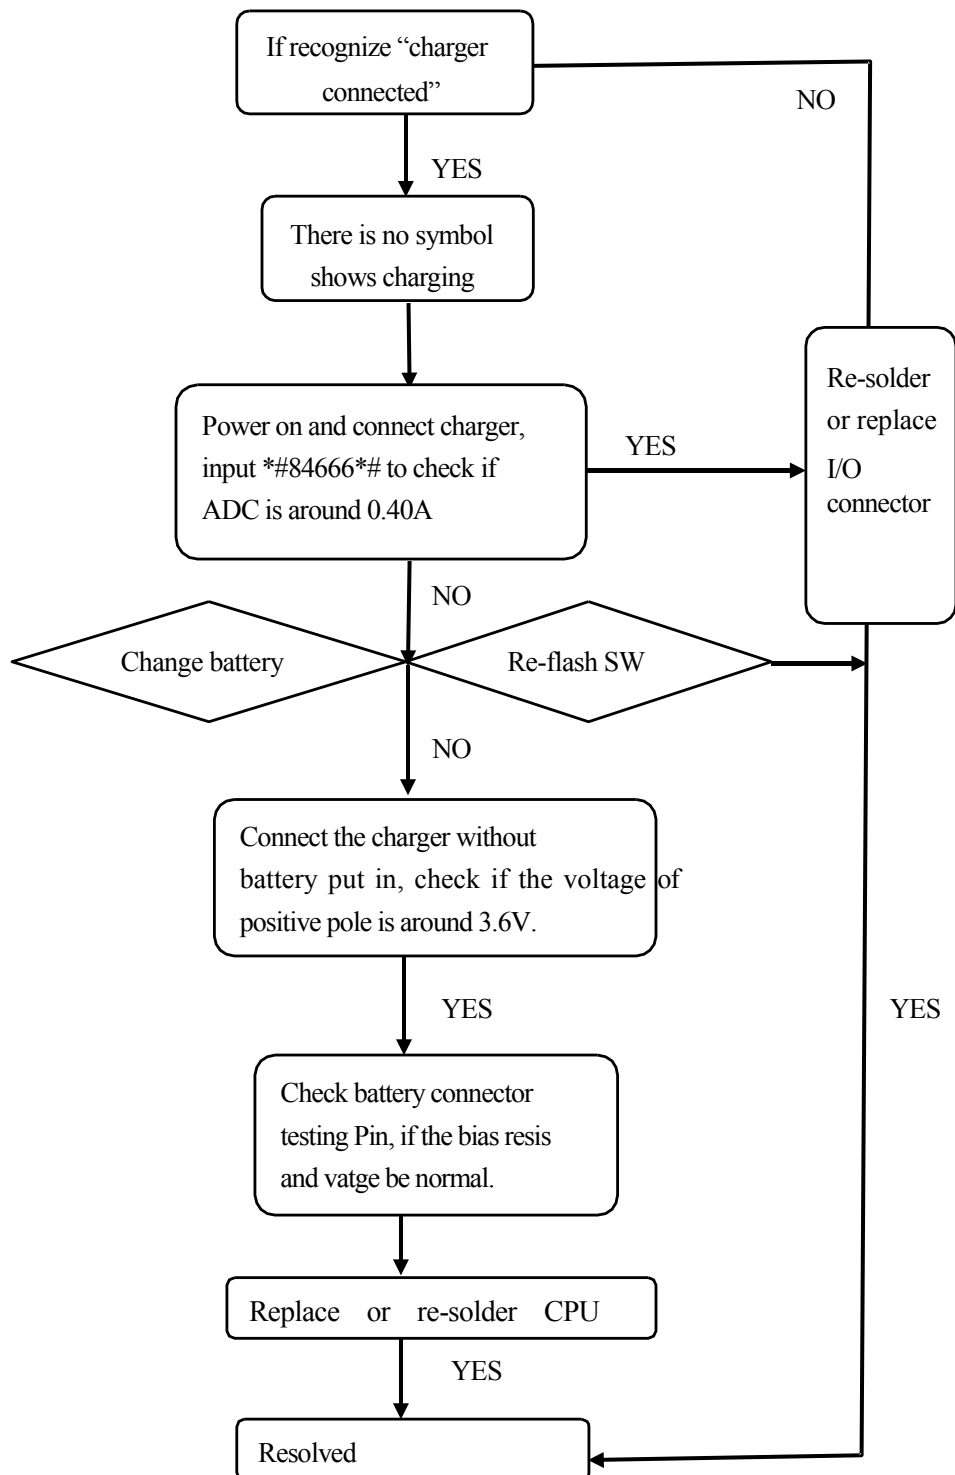 If recognize “charger
connected”
NO
YES
There is no symbol
shows charging
Power on and connect charger,
input *#84666*# to check if
ADC is around 0.40A
YES
Re-solder
or replace
I/O
connector
NO
Change battery
Re-flash SW
NO
Connect the charger without
battery put in, check if the voltage of
positive pole is around 3.6V.
YES
YES
Check battery connector
testing Pin, if the bias resis
and vatge be normal.
Replace or re-solder CPU
YES
Resolved